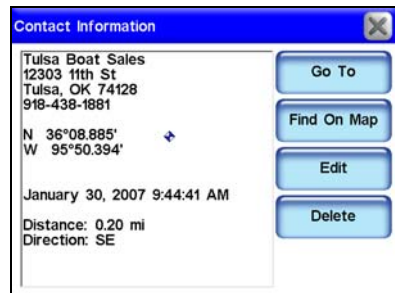 Contact Information
Tulsa Boat Sales
12303 11th St
Tulsa, OK 74128
918-438-1881
N 36°08.885'
W 95°50.394'
January 30, 2007 9:44:41 AM
Distance: 0.20 mi
Direction: SE
Go To
Find On Map
Edit
Delete